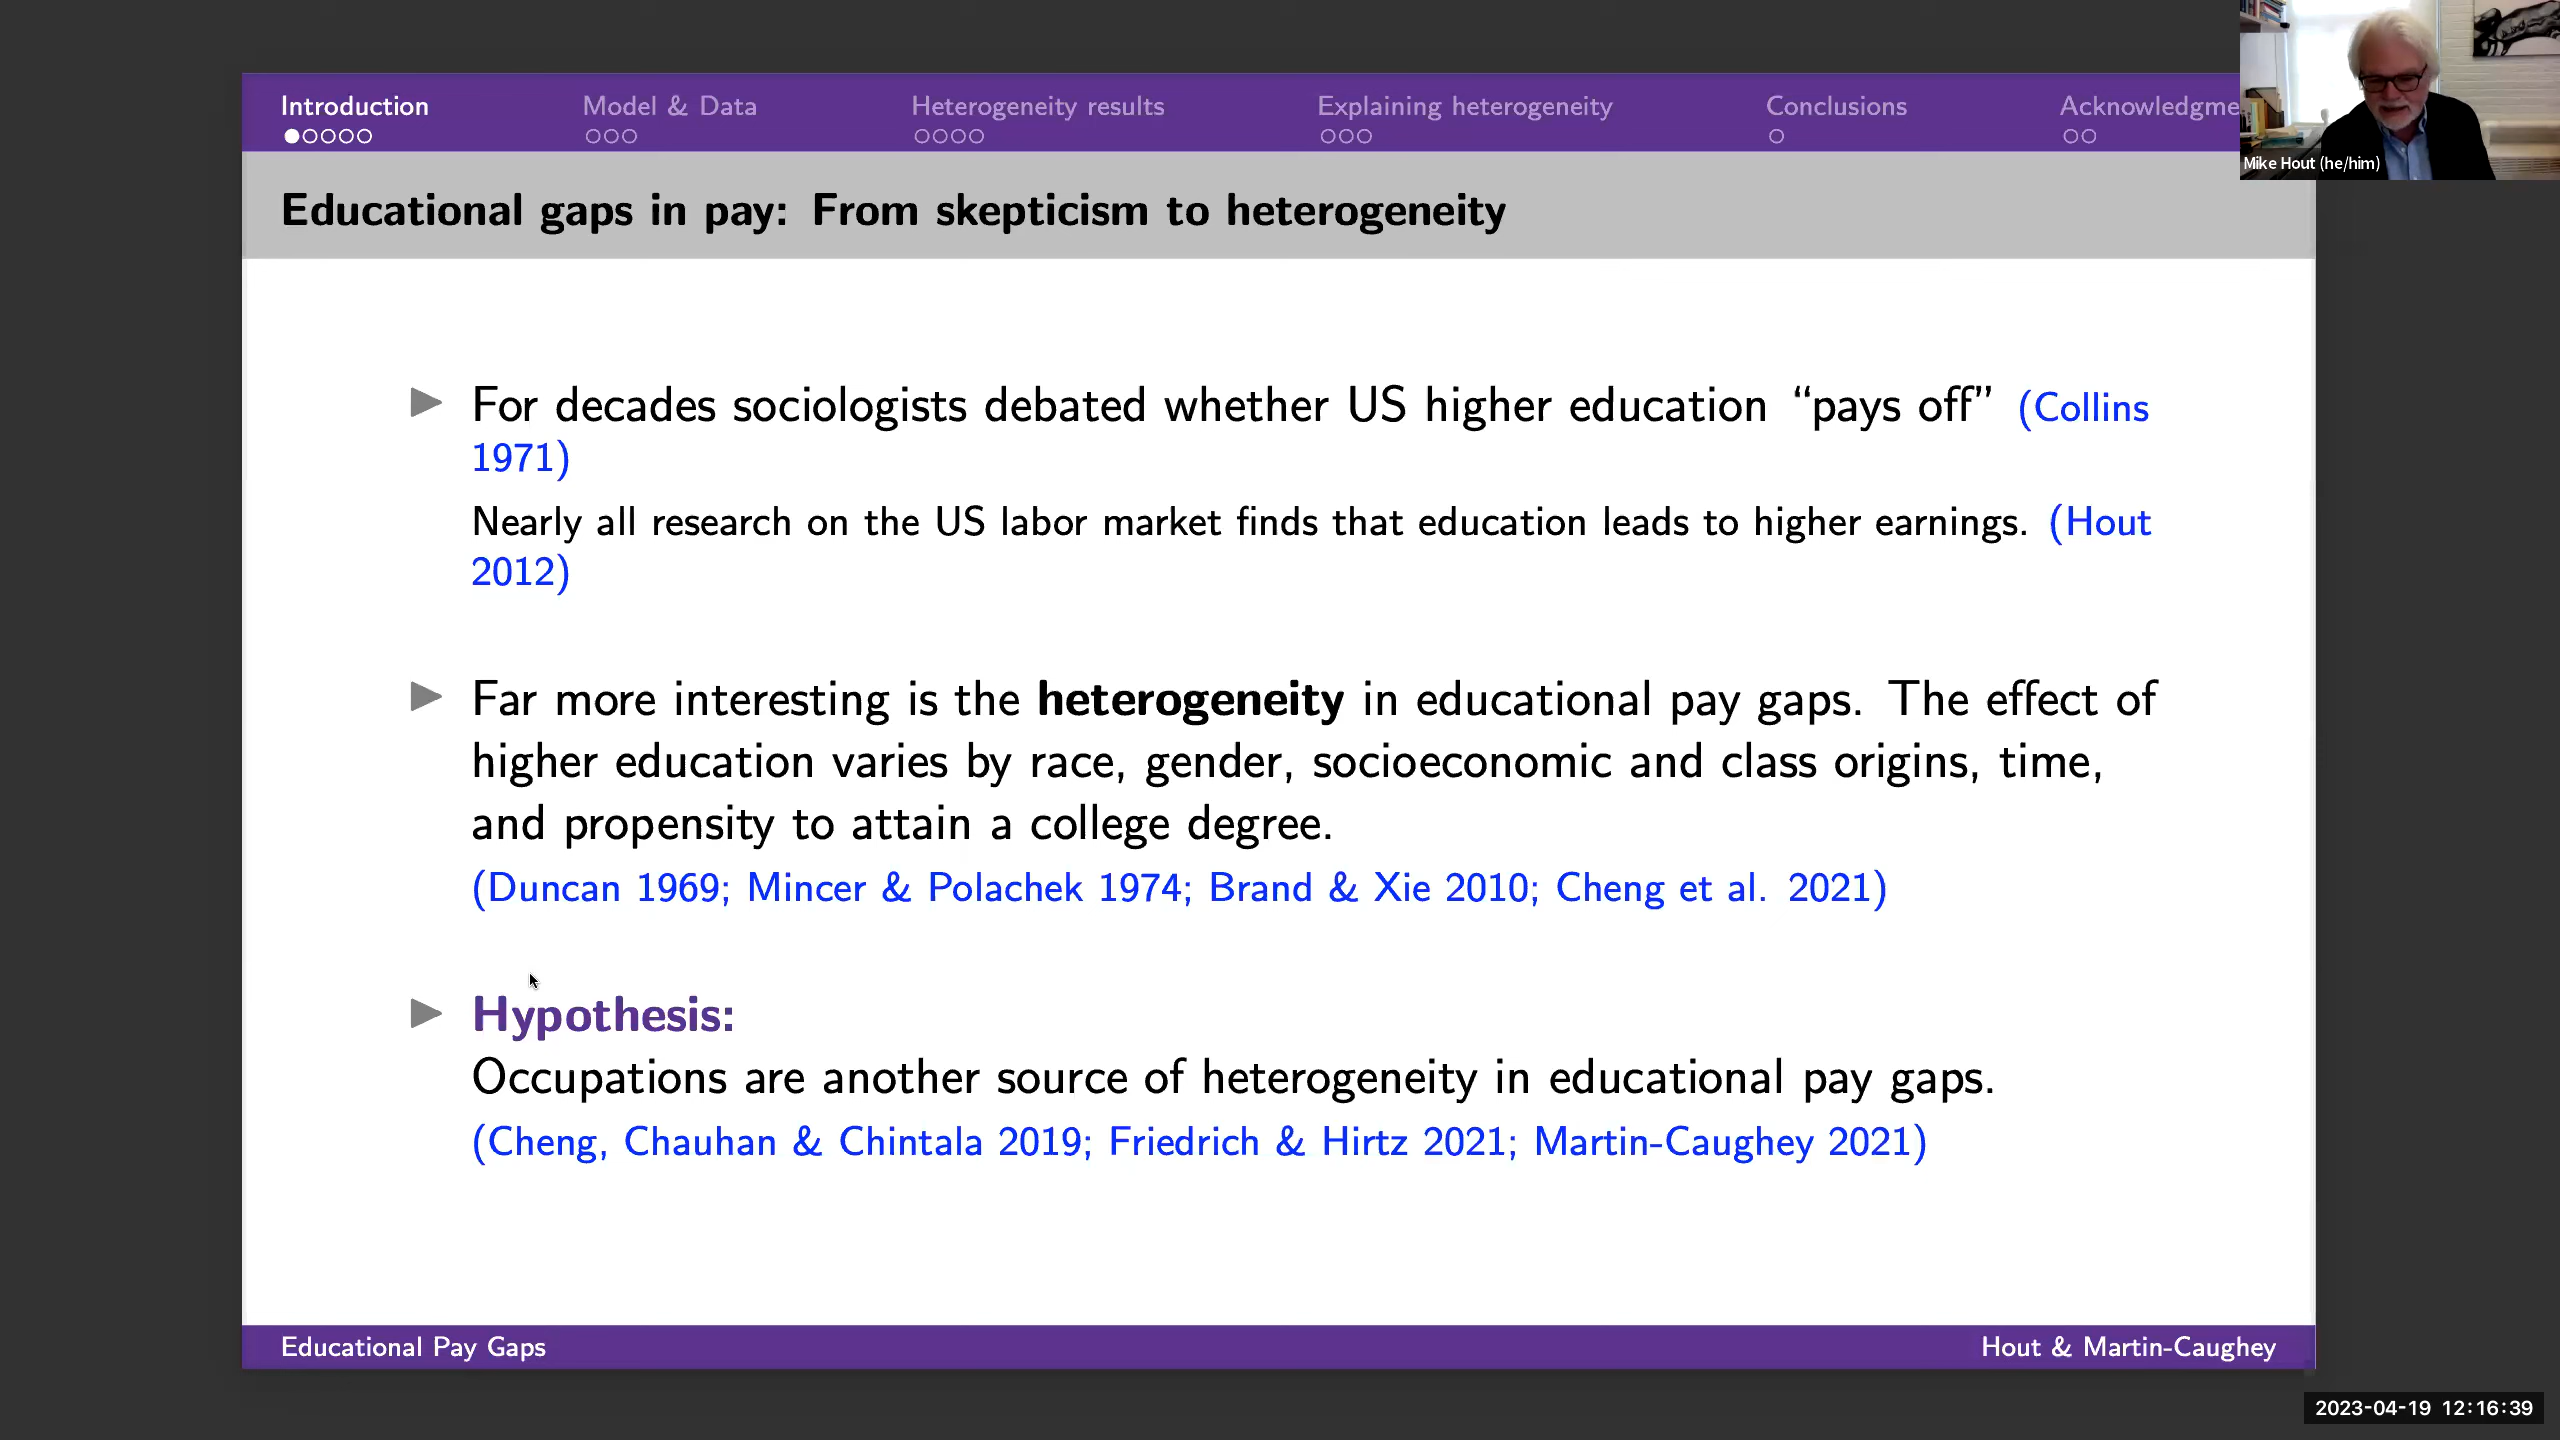 Introduction
Model & Data
Heterogeneity results
Explaining heterogeneity
Conclusions
Acknowledgme
Mike Hout (he/him)
Educational gaps in pay: From skepticism to heterogeneity
For decades sociologists debated whether US higher education “pays off” (Collins
1971)
Nearly all research on the US labor market finds that education leads to higher earnings. (Hout
2012)
Far more interesting is the heterogeneity in educational pay gaps. The effect of
higher education varies by race, gender, socioeconomic and class origins, time,
and propensity to attain a college degree.
(Duncan 1969; Mincer & Polachek 1974; Brand & Xie 2010; Cheng et al. 2021)
Hypothesis:
Occupations are another source of heterogeneity in educational pay gaps.
(Cheng, Chauhan & Chintala 2019; Friedrich & Hirtz 2021; Martin-Caughey 2021)
Educational Pay Gaps
Hout & Martin-Caughey
2023-04-19 12:16:39